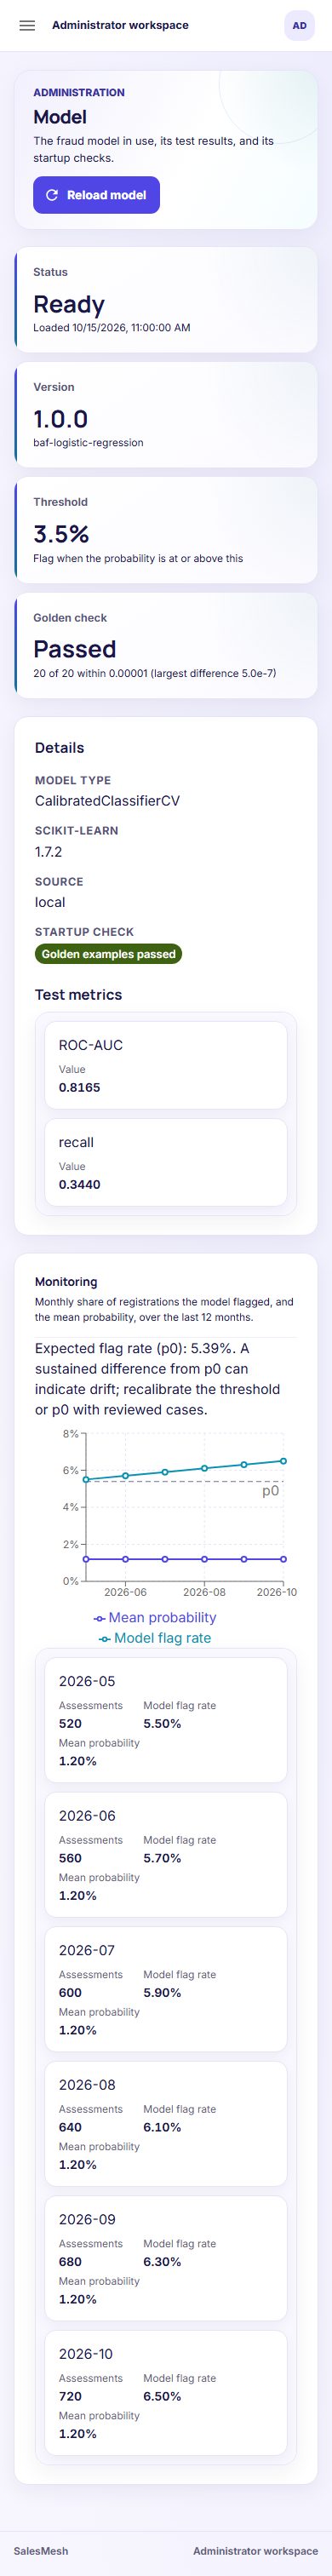 Administrator workspace
AD
ADMINISTRATION
Model
The fraud model in use, its test results, and its
startup checks.
Reload model
Status
Ready
Loaded 10/15/2026, 11:00:00 AM
Version
1.0.0
baf-logistic-regression
Threshold
3.5%
Flag when the probability is at or above this
Golden check
Passed
20 of 20 within 0.00001 (largest difference 5.0e-7)
Details
MODEL TYPE
CalibratedClassifierCV
SCIKIT-LEARN
1.7.2
SOURCE
local
STARTUP CHECK
Golden examples passed
Test metrics
ROC-AUC
Value
0.8165
recall
Value
0.3440
Monitoring
Monthly share of registrations the model flagged, and
the mean probability, over the last 12 months.
Expected flag rate (p0): 5.39%. A
sustained difference from p0 can
indicate drift; recalibrate the threshold
or p0 with reviewed cases.
8%
6%
p0
4%
2%
0%
2026-06 2026-08 2026-10
Mean probability
Model flag rate
2026-05
Assessments Model flag rate
520 5.50%
Mean probability
1.20%
2026-06
Assessments Model flag rate
560 5.70%
Mean probability
1.20%
2026-07
Assessments Model flag rate
600 5.90%
Mean probability
1.20%
2026-08
Assessments Model flag rate
640 6.10%
Mean probability
1.20%
2026-09
Assessments Model flag rate
680 6.30%
Mean probability
1.20%
2026-10
Assessments Model flag rate
720 6.50%
Mean probability
1.20%
SalesMesh Administrator workspace